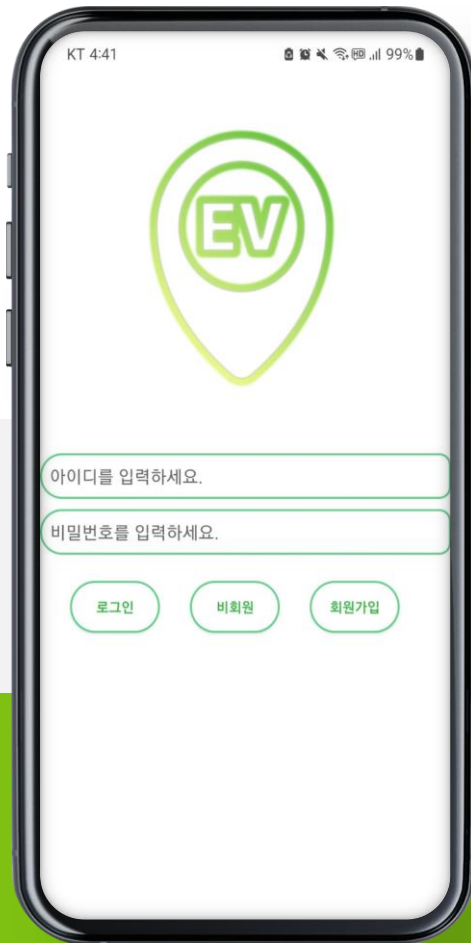 KT 4:41
HD 99%
EV
아이디를 입력하세요.
비밀번호를 입력하세요.
로그인 비회원 회원가입